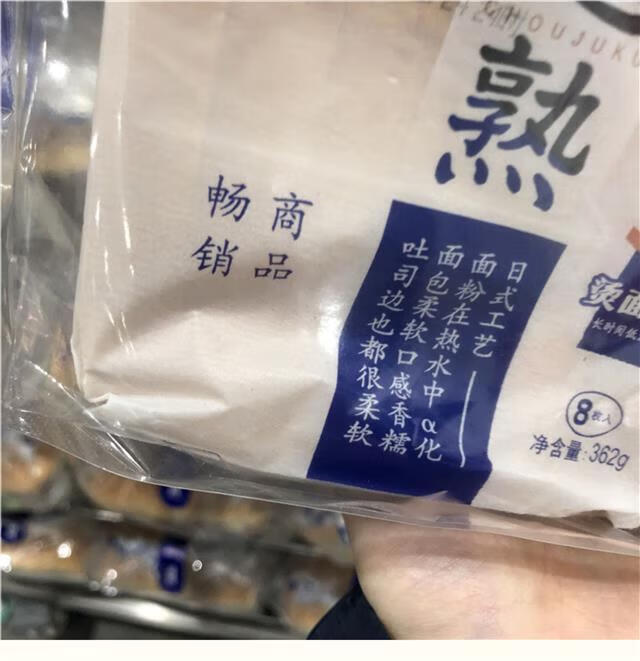 OUJUKU
熟
畅销
商品
日式工艺
面粉在热水中α化
面包柔软口感香糯
吐司边也都很柔软
烫面
8枚入
净含量:362g